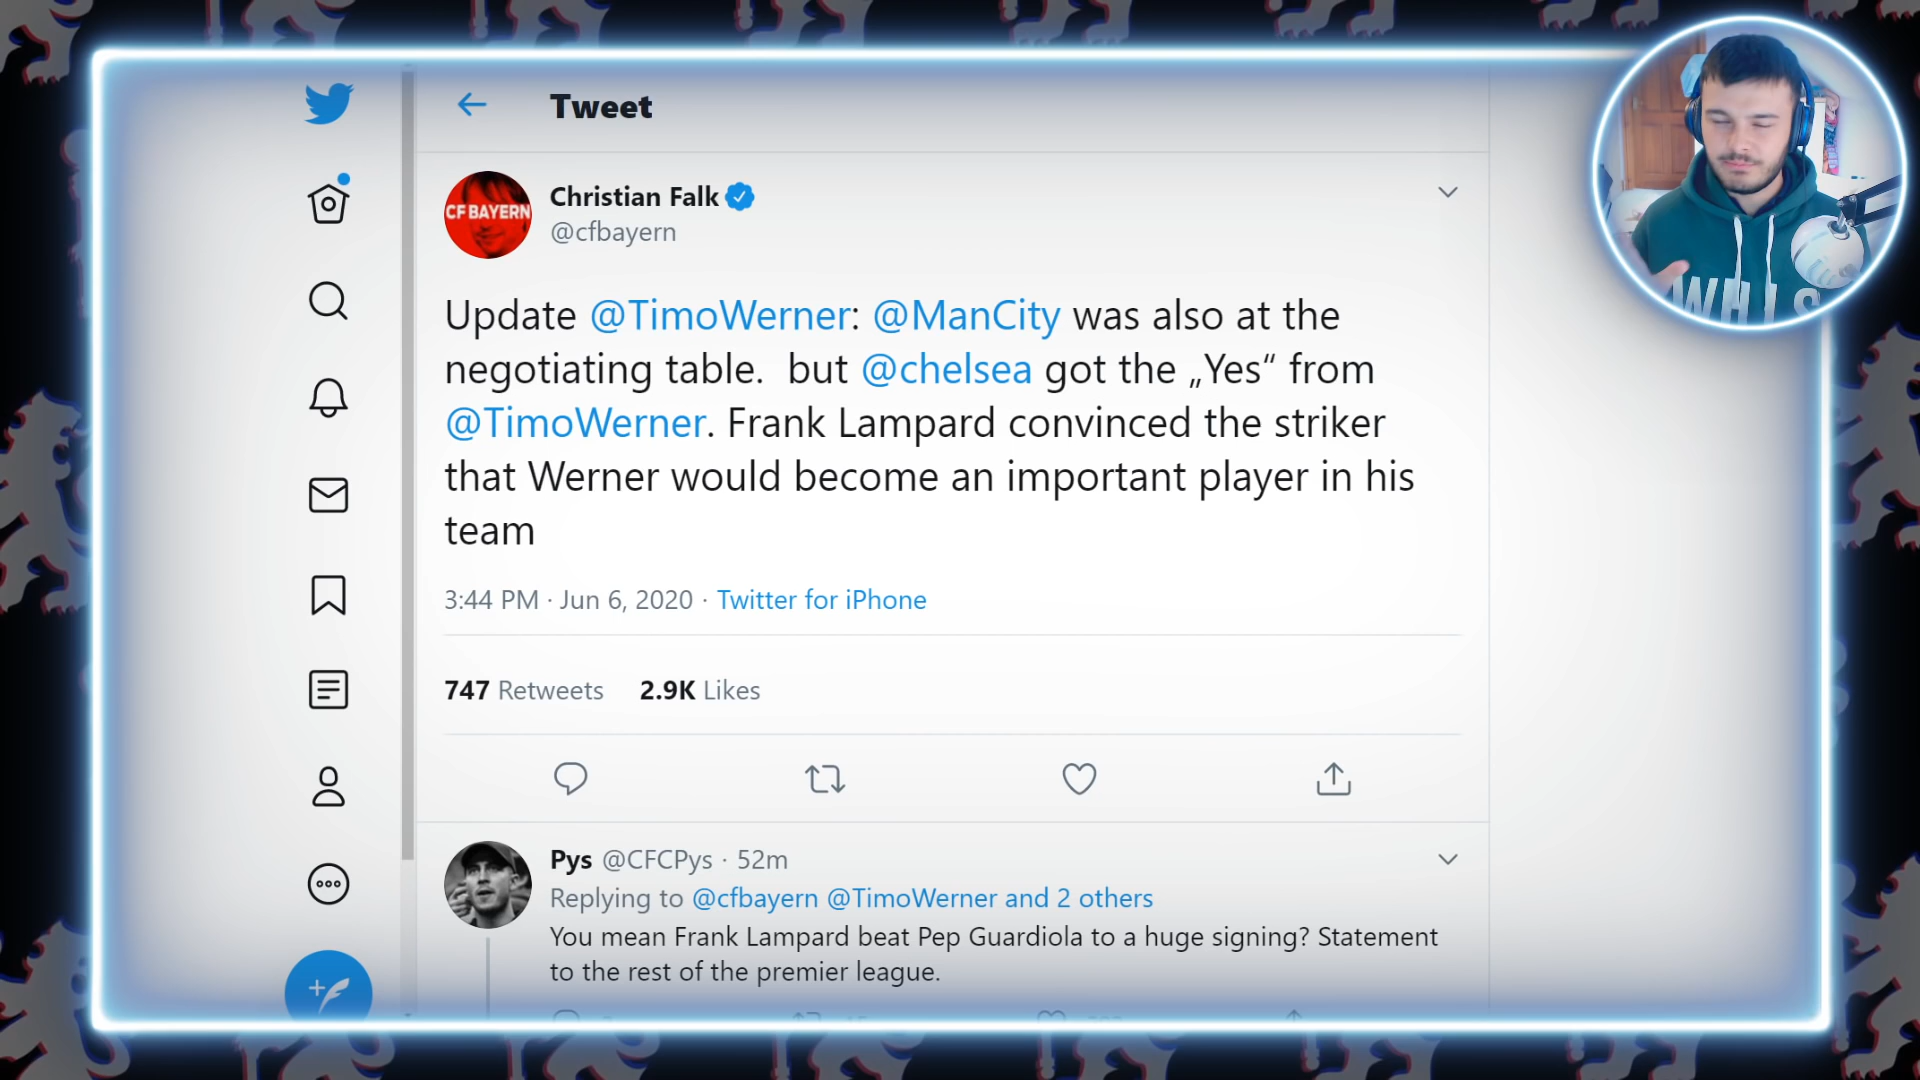 Tweet
CF BAYERN
Christian Falk
@cfbayern
Update @TimoWerner: @ManCity was also at the
negotiating table.  but @chelsea got the „Yes“ from
@TimoWerner. Frank Lampard convinced the striker
that Werner would become an important player in his
team
3:44 PM · Jun 6, 2020 · Twitter for iPhone
747 Retweets 2.9K Likes
Pys @CFCPys · 52m
Replying to @cfbayern @TimoWerner and 2 others
You mean Frank Lampard beat Pep Guardiola to a huge signing? Statement
to the rest of the premier league.